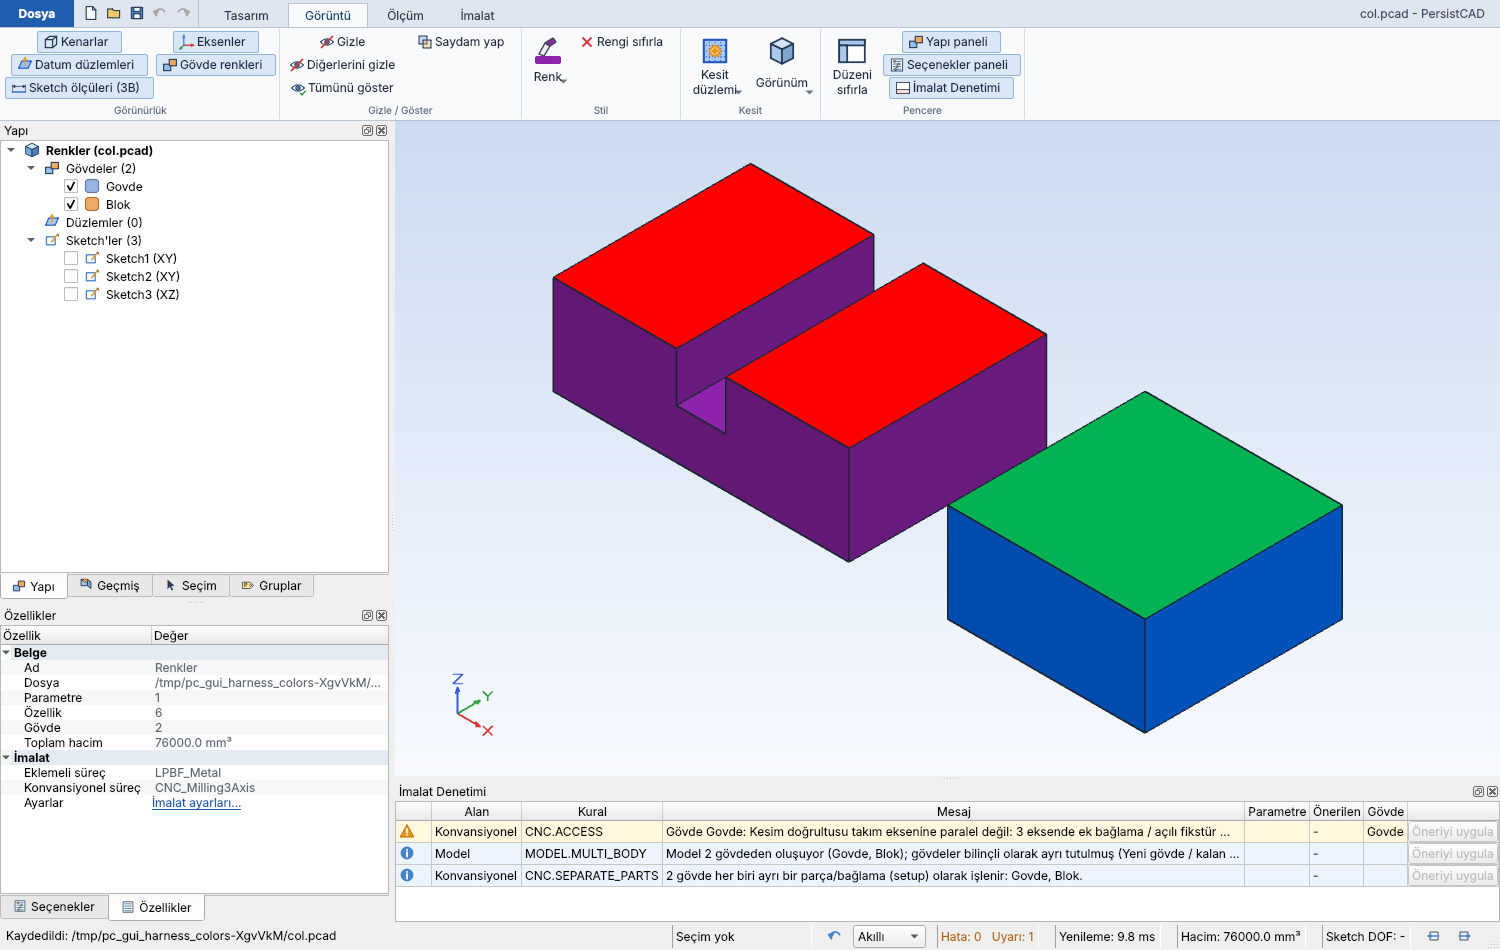 Dosya
Tasarım
Görüntü
Ölçüm
İmalat
col.pcad - PersistCAD
Kenarlar
Eksenler
Datum düzlemleri
Gövde renkleri
Sketch ölçüleri (3B)
Görünürlük
Gizle
Saydam yap
Diğerlerini gizle
Tümünü göster
Gizle / Göster
Renk
Rengi sıfırla
Stil
Kesit
düzlemi
Görünüm
Kesit
Düzeni
sıfırla
Yapı paneli
Seçenekler paneli
İmalat Denetimi
Pencere
Yapı
Renkler (col.pcad)
Gövdeler (2)
Govde
Blok
Düzlemler (0)
Sketch'ler (3)
Sketch1 (XY)
Sketch2 (XY)
Sketch3 (XZ)
Yapı
Geçmiş
Seçim
Gruplar
Özellikler
Özellik Değer
Belge
Ad Renkler
Dosya /tmp/pc_gui_harness_colors-XgvVkM/...
Parametre 1
Özellik 6
Gövde 2
Toplam hacim 76000.0 mm³
İmalat
Eklemeli süreç LPBF_Metal
Konvansiyonel süreç CNC_Milling3Axis
Ayarlar İmalat ayarları...
Seçenekler
Özellikler
Z
Y
X
İmalat Denetimi
Alan Kural Mesaj Parametre Önerilen Gövde
Konvansiyonel CNC.ACCESS Gövde Govde: Kesim doğrultusu takım eksenine paralel değil: 3 eksende ek bağlama / açılı fikstür ... - Govde Öneriyi uygula
Model MODEL.MULTI_BODY Model 2 gövdeden oluşuyor (Govde, Blok); gövdeler bilinçli olarak ayrı tutulmuş (Yeni gövde / kalan ... - Öneriyi uygula
Konvansiyonel CNC.SEPARATE_PARTS 2 gövde her biri ayrı bir parça/bağlama (setup) olarak işlenir: Govde, Blok. - Öneriyi uygula
Kaydedildi: /tmp/pc_gui_harness_colors-XgvVkM/col.pcad
Seçim yok
Akıllı
Hata: 0 Uyarı: 1
Yenileme: 9.8 ms
Hacim: 76000.0 mm³
Sketch DOF: -